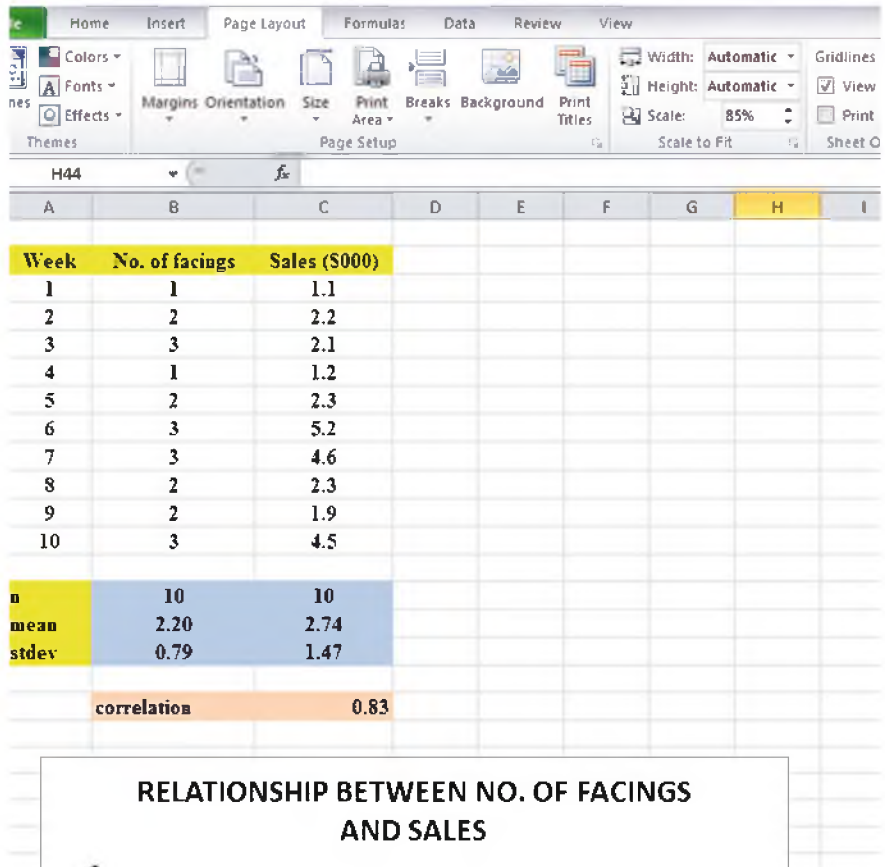 Home Insert Page Layout Formulas Data Review View
Colors Width: Automatic Gridlines
Fonts Height: Automatic View
Effects Margins Orientation Size Print Area Breaks Background Print Titles Scale: 85% Print
Themes Page Setup Scale to Fit Sheet O
H44 fx
A B C D E F G H I
Week No. of facings Sales ($000)
1 1 1.1
2 2 2.2
3 3 2.1
4 1 1.2
5 2 2.3
6 3 5.2
7 3 4.6
8 2 2.3
9 2 1.9
10 3 4.5
n 10 10
mean 2.20 2.74
stdev 0.79 1.47
correlation 0.83
RELATIONSHIP BETWEEN NO. OF FACINGS
AND SALES